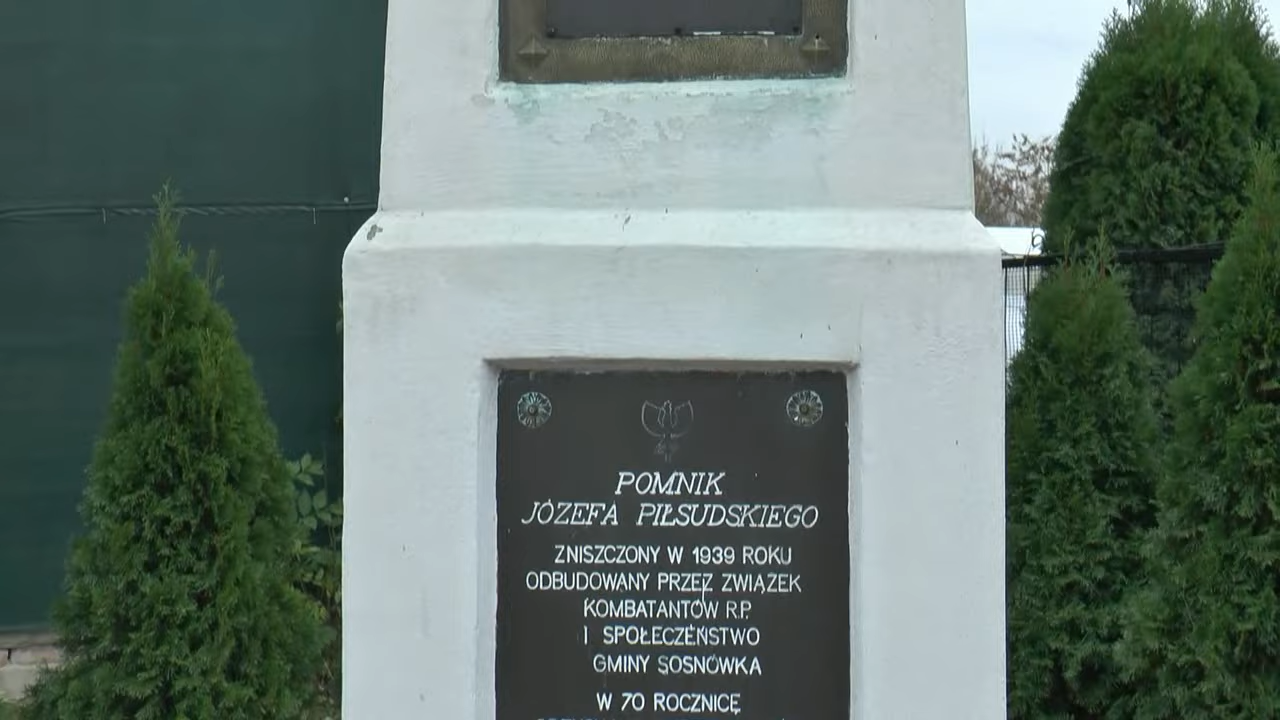 POMNIK
JÓZEFA PIŁSUDSKIEGO
ZNISZCZONY W 1939 ROKU
ODBUDOWANY PRZEZ ZWIĄZEK
KOMBATANTÓW R.P.
I SPOŁECZEŃSTWO
GMINY SOSNÓWKA
W 70 ROCZNICĘ